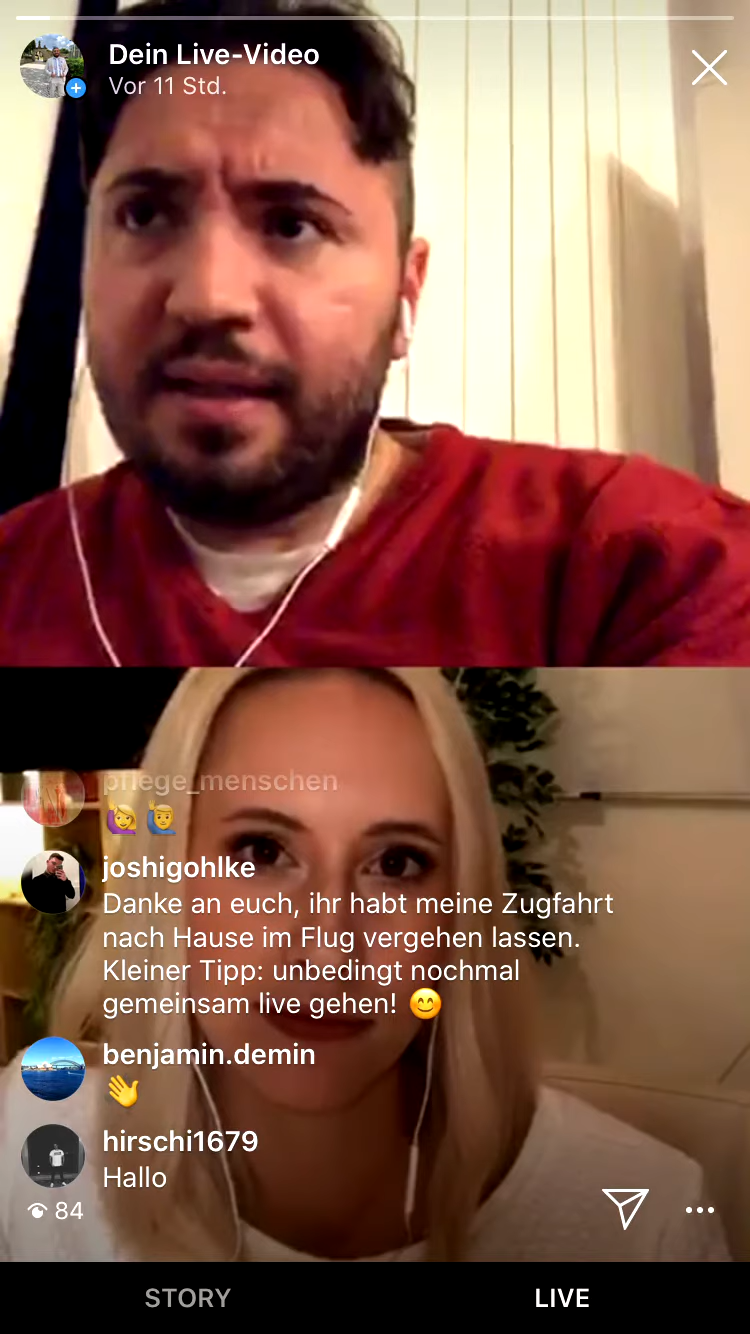 Dein Live-Video
Vor 11 Std.
pflege_menschen
🙋‍♀️ 🙋‍♂️
joshigohlke
Danke an euch, ihr habt meine Zugfahrt
nach Hause im Flug vergehen lassen.
Kleiner Tipp: unbedingt nochmal
gemeinsam live gehen! 😊
benjamin.demin
👋
hirschi1679
Hallo
84
STORY
LIVE